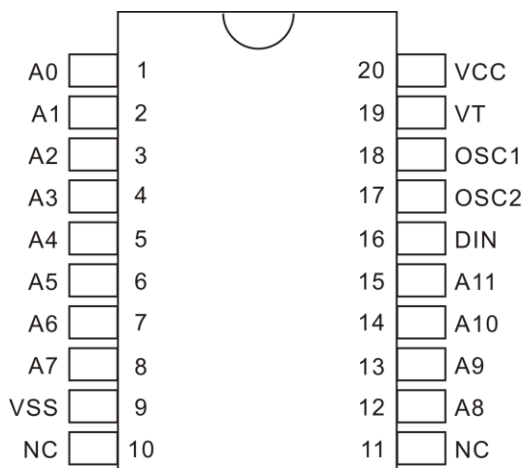 A0 1 20 VCC
A1 2 19 VT
A2 3 18 OSC1
A3 4 17 OSC2
A4 5 16 DIN
A5 6 15 A11
A6 7 14 A10
A7 8 13 A9
VSS 9 12 A8
NC 10 11 NC